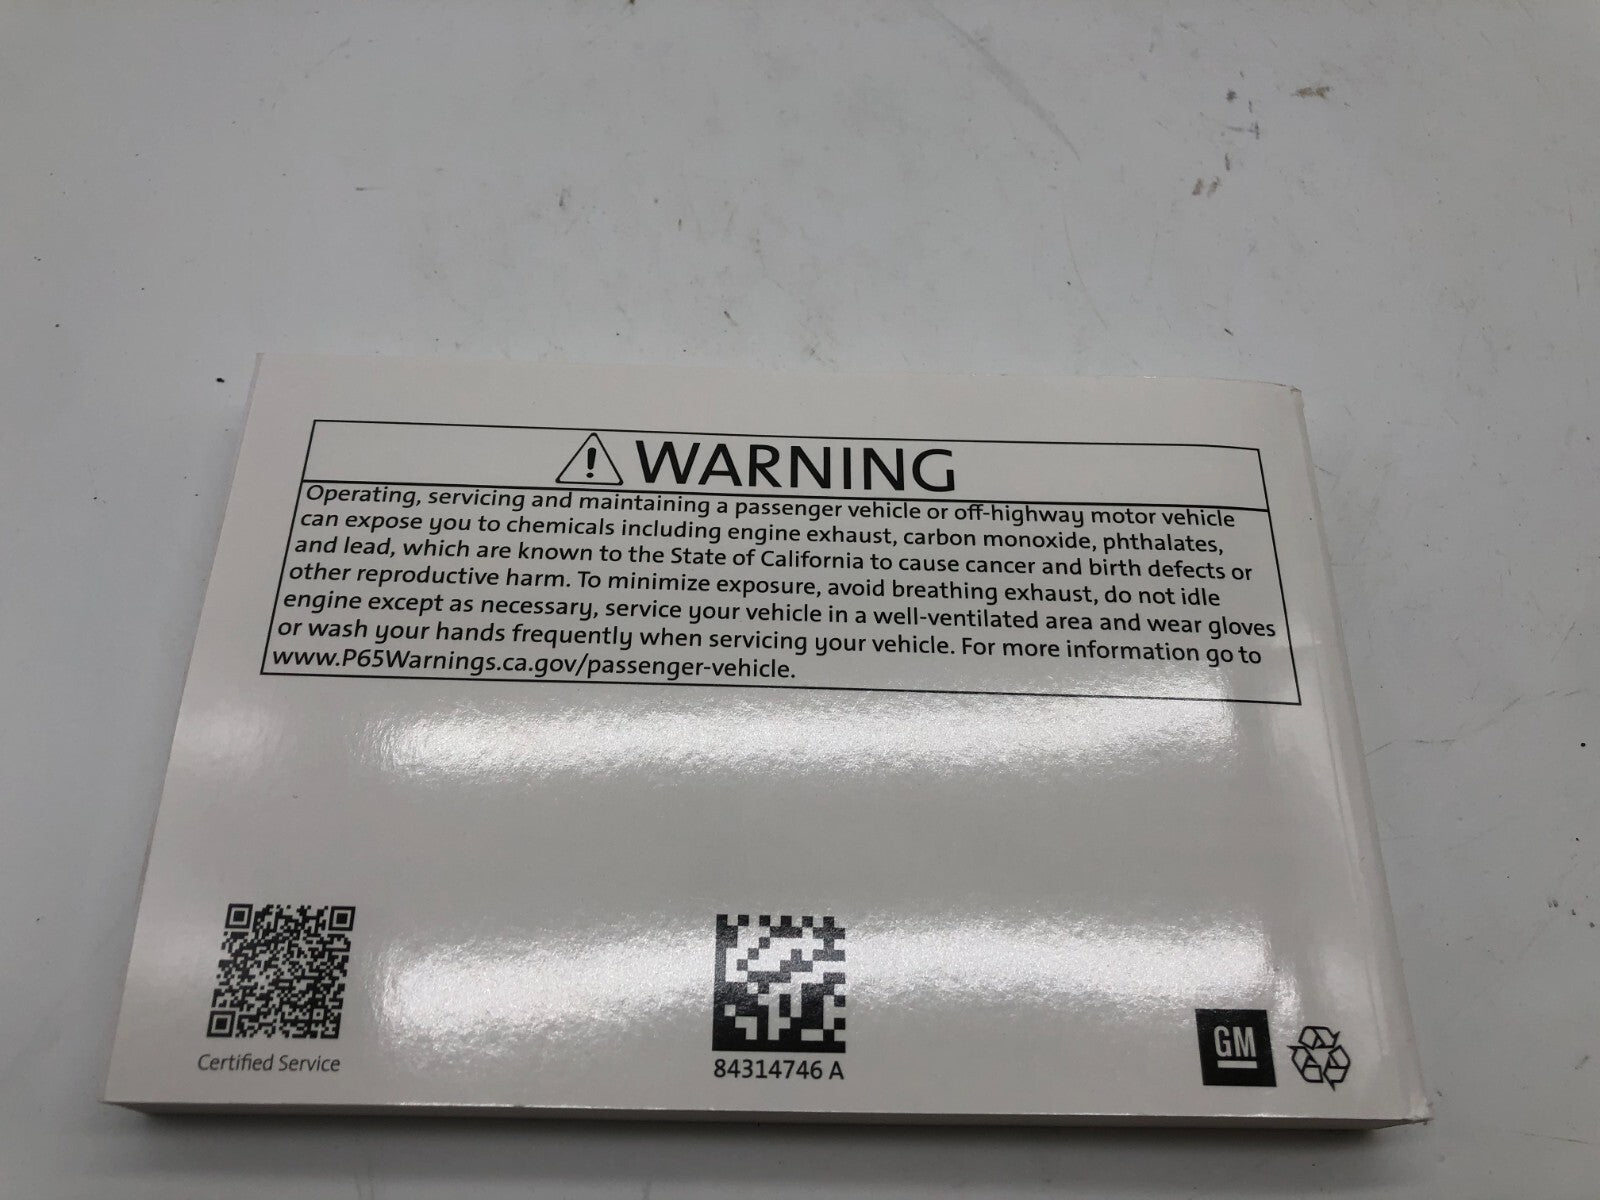 WARNING
Operating, servicing and maintaining a passenger vehicle or off-highway motor vehicle
can expose you to chemicals including engine exhaust, carbon monoxide, phthalates,
and lead, which are known to the State of California to cause cancer and birth defects or
other reproductive harm. To minimize exposure, avoid breathing exhaust, do not idle
engine except as necessary, service your vehicle in a well-ventilated area and wear gloves
or wash your hands frequently when servicing your vehicle. For more information go to
www.P65Warnings.ca.gov/passenger-vehicle.
Certified Service
84314746 A
GM